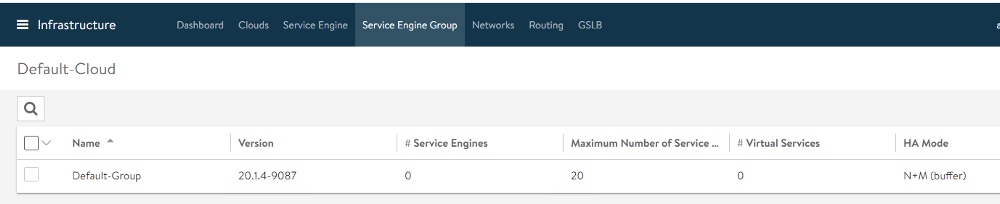 Infrastructure Dashboard Clouds Service Engine Service Engine Group Networks Routing GSLB
Default-Cloud
Name Version # Service Engines Maximum Number of Service ... # Virtual Services HA Mode
Default-Group 20.1.4-9087 0 20 0 N+M (buffer)